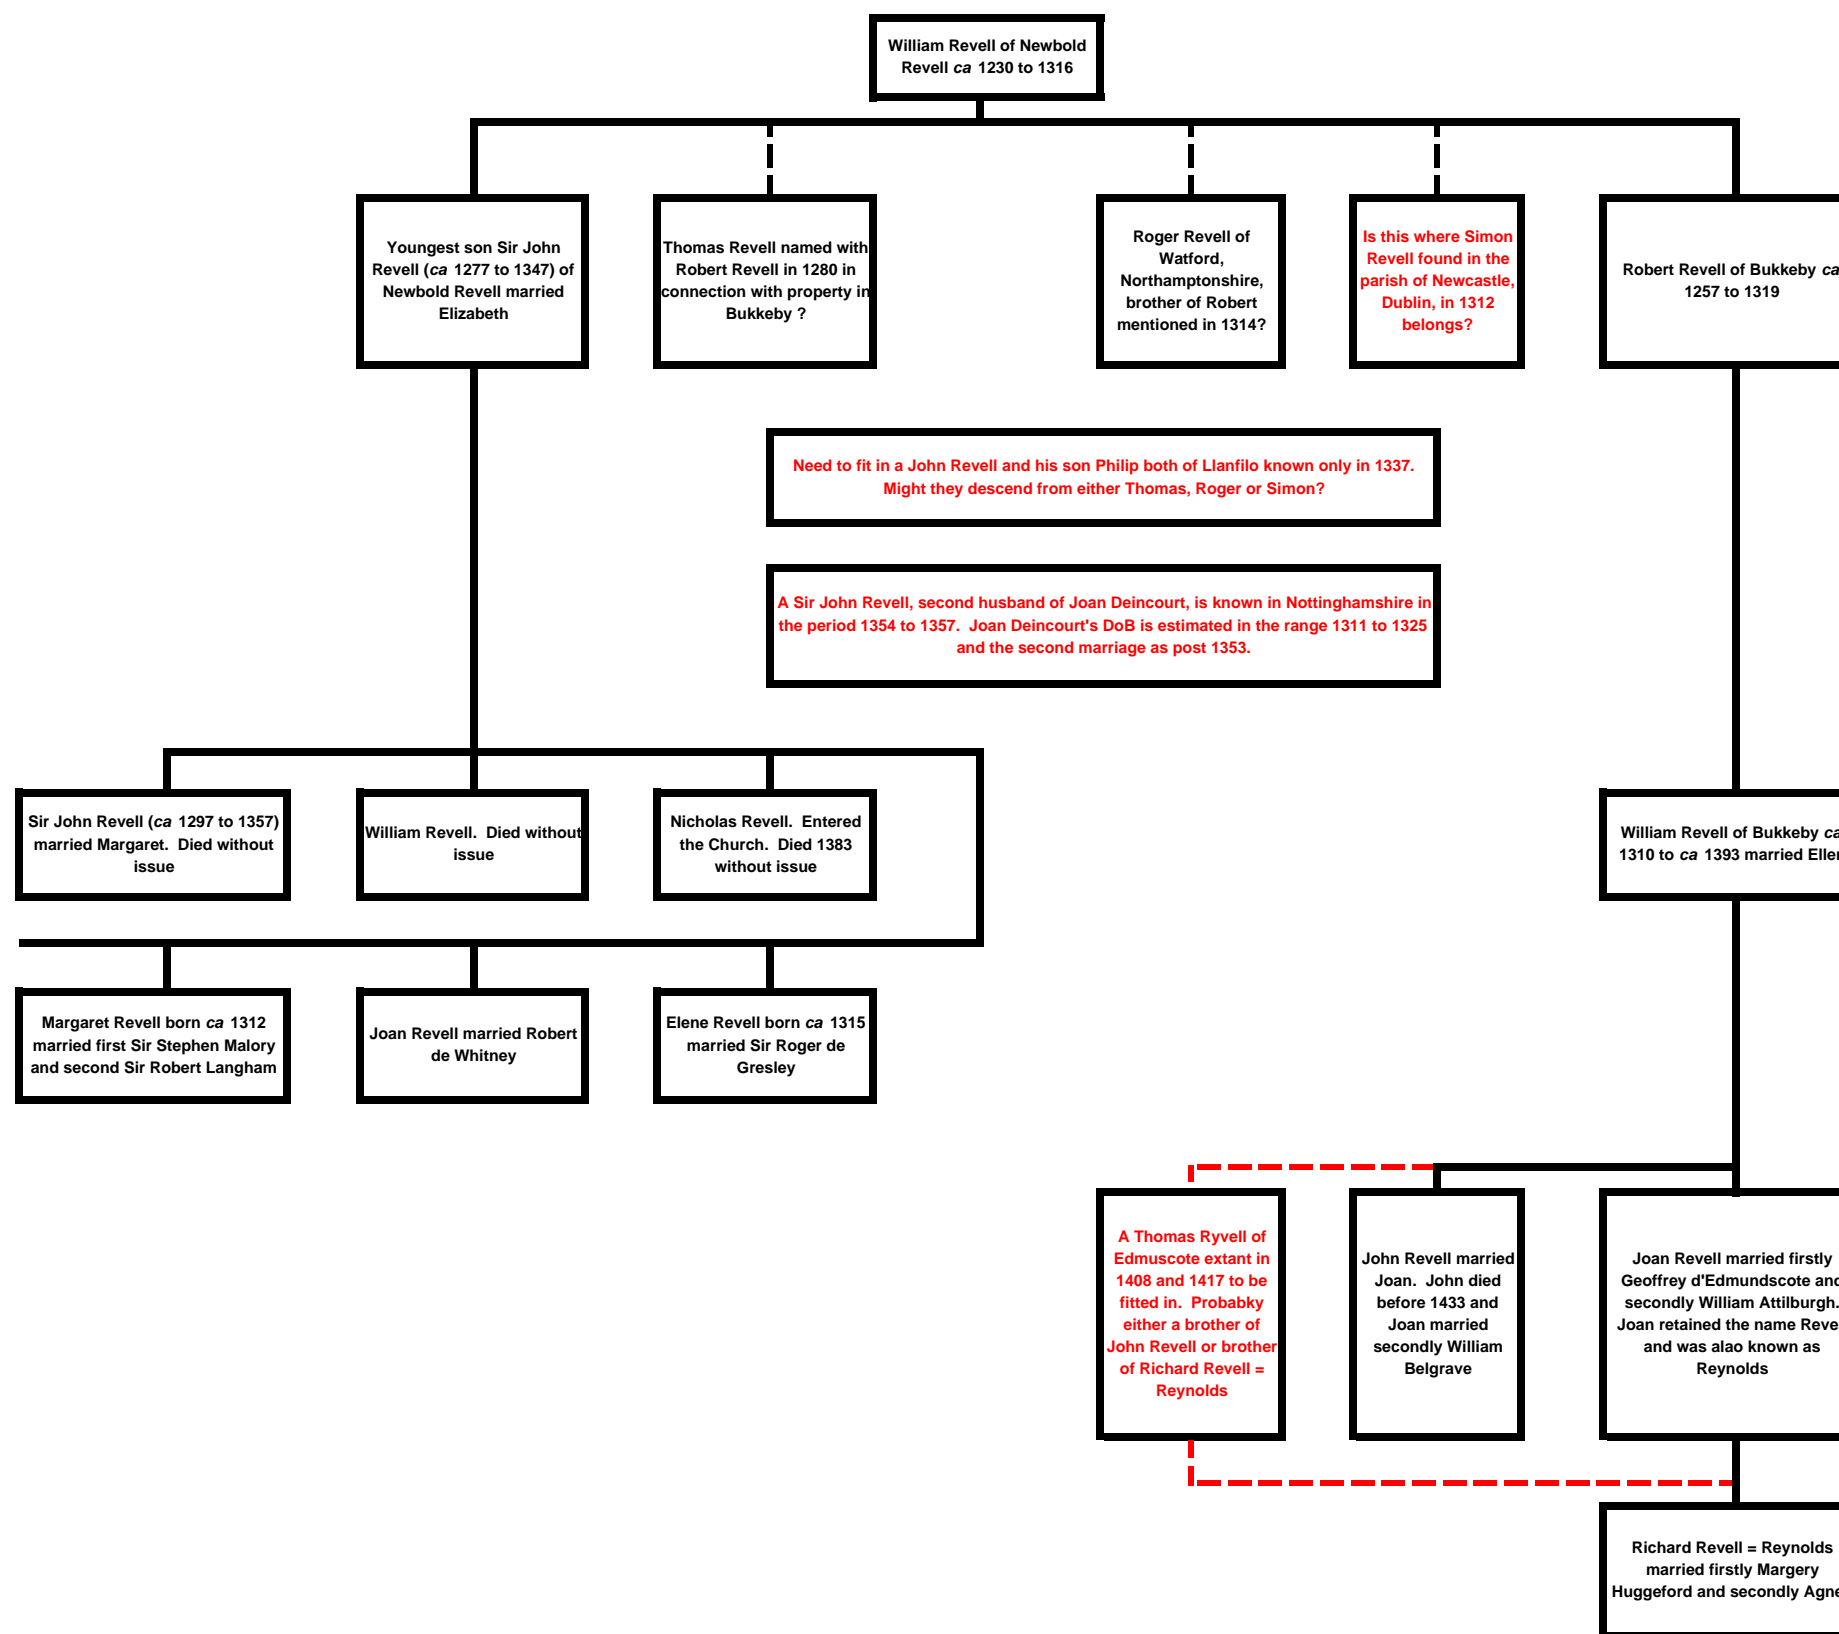 William Revell of Newbold
Revell ca 1230 to 1316
Youngest son Sir John
Revell (ca 1277 to 1347) of
Newbold Revell married
Elizabeth
Thomas Revell named with
Robert Revell in 1280 in
connection with property in
Bukkeby ?
Roger Revell of
Watford,
Northamptonshire,
brother of Robert
mentioned in 1314?
Is this where Simon
Revell found in the
parish of Newcastle,
Dublin, in 1312
belongs?
Robert Revell of Bukkeby ca
1257 to 1319
Need to fit in a John Revell and his son Philip both of Llanfilo known only in 1337.
Might they descend from either Thomas, Roger or Simon?
A Sir John Revell, second husband of Joan Deincourt, is known in Nottinghamshire in
the period 1354 to 1357.  Joan Deincourt's DoB is estimated in the range 1311 to 1325
and the second marriage as post 1353.
Sir John Revell (ca 1297 to 1357)
married Margaret.  Died without
issue
William Revell.  Died without
issue
Nicholas Revell.  Entered
the Church.  Died 1383
without issue
William Revell of Bukkeby ca
1310 to ca 1393 married Ellen
Margaret Revell born ca 1312
married first Sir Stephen Malory
and second Sir Robert Langham
Joan Revell married Robert
de Whitney
Elene Revell born ca 1315
married Sir Roger de
Gresley
A Thomas Ryvell of
Edmuscote extant in
1408 and 1417 to be
fitted in.  Probabky
either a brother of
John Revell or brother
of Richard Revell =
Reynolds
John Revell married
Joan.  John died
before 1433 and
Joan married
secondly William
Belgrave
Joan Revell married firstly
Geoffrey d'Edmundscote and
secondly William Attilburgh.
Joan retained the name Reve
and was alao known as
Reynolds
Richard Revell = Reynolds
married firstly Margery
Huggeford and secondly Agne